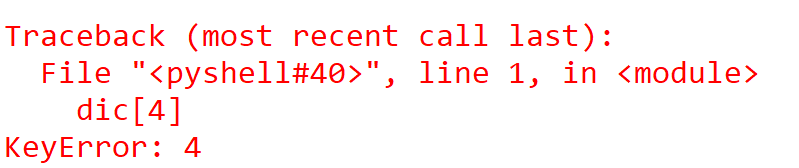 Traceback (most recent call last):
  File "<pyshell#40>", line 1, in <module>
    dic[4]
KeyError: 4